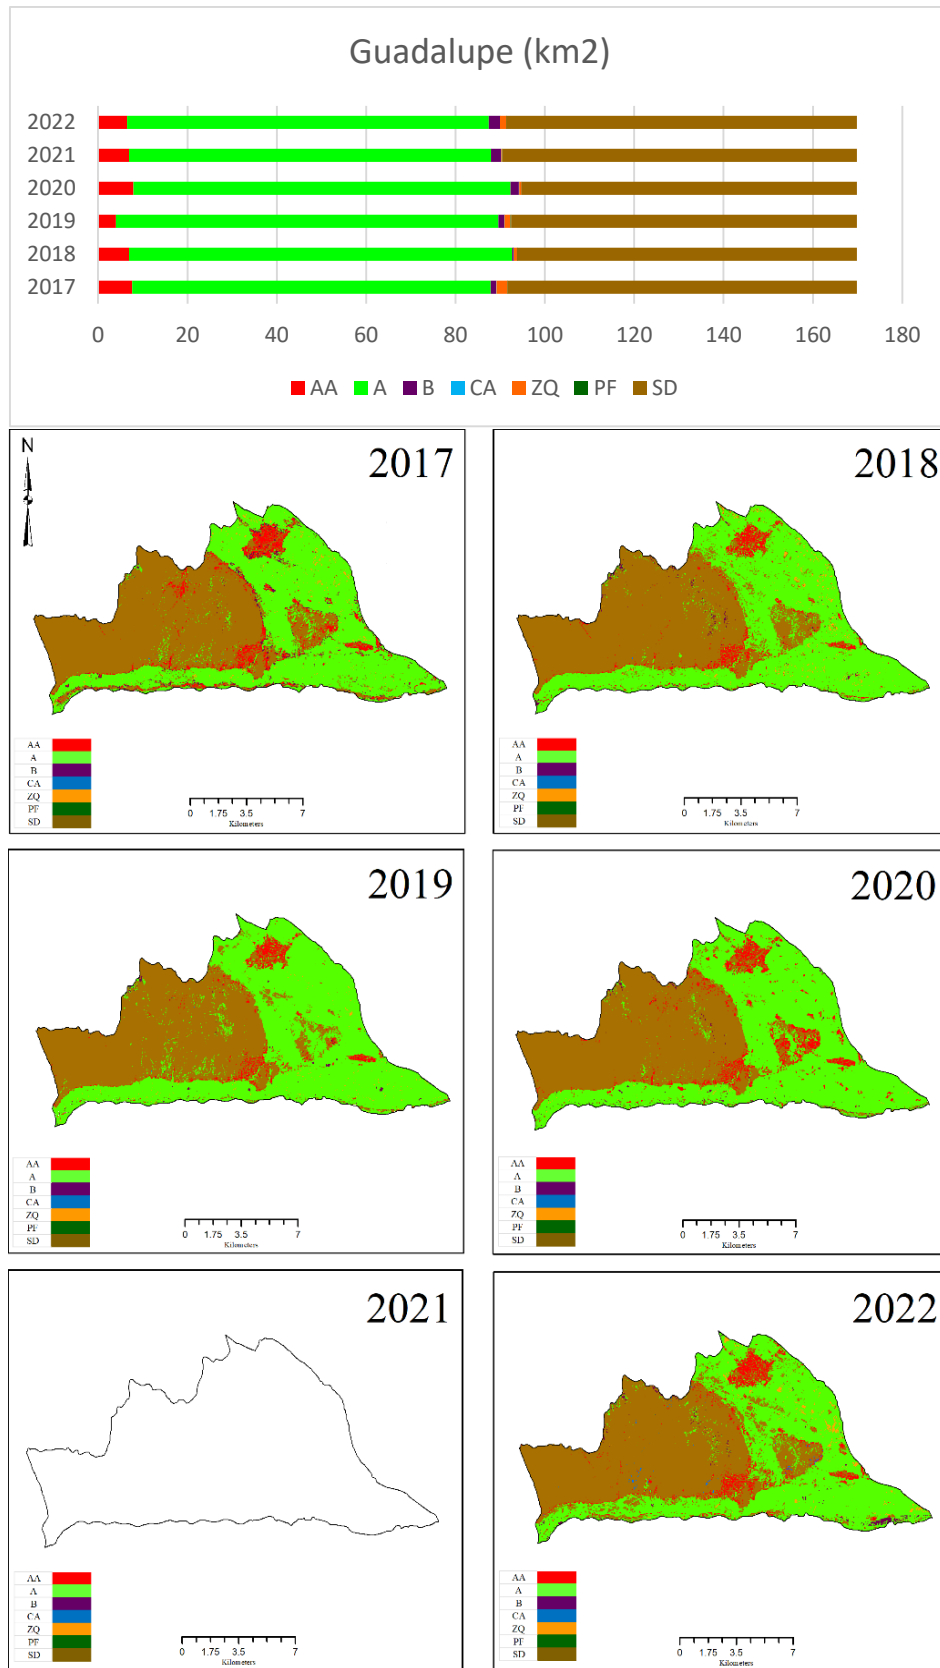 Guadalupe (km2)
2022
2021
2020
2019
2018
2017
0 20 40 60 80 100 120 140 160 180
AA A B CA ZQ PF SD
N
2017
AA
A
B
CA
ZQ
PF
SD
0 1.75 3.5 7
Kilometers
2018
AA
A
B
CA
ZQ
PF
SD
0 1.75 3.5 7
Kilometers
2019
AA
A
B
CA
ZQ
PF
SD
0 1.75 3.5 7
Kilometers
2020
AA
A
B
CA
ZQ
PF
SD
0 1.75 3.5 7
Kilometers
2021
AA
A
B
CA
ZQ
PF
SD
0 1.75 3.5 7
Kilometers
2022
AA
A
B
CA
ZQ
PF
SD
0 1.75 3.5 7
Kilometers